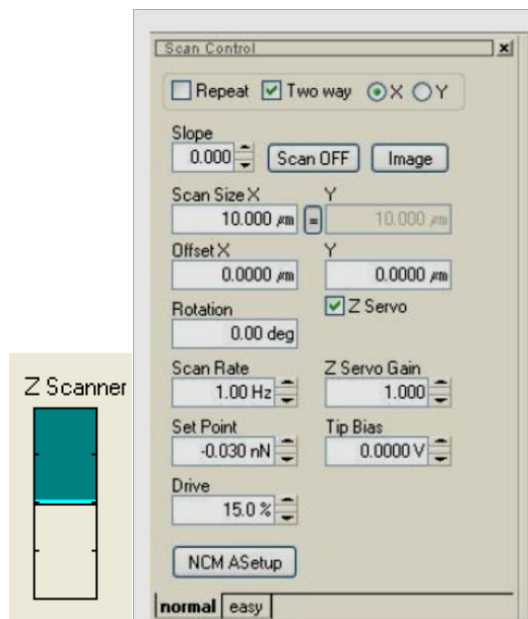 Scan Control
Repeat Two way X Y
Slope
0.000 Scan OFF Image
Scan Size X Y
10.000 µm = 10.000 µm
Offset X Y
0.0000 µm 0.0000 µm
Rotation Z Servo
0.00 deg
Scan Rate Z Servo Gain
1.00 Hz 1.000
Set Point Tip Bias
-0.030 nN 0.0000 V
Drive
15.0 %
NCM ASetup
normal easy
Z Scanner